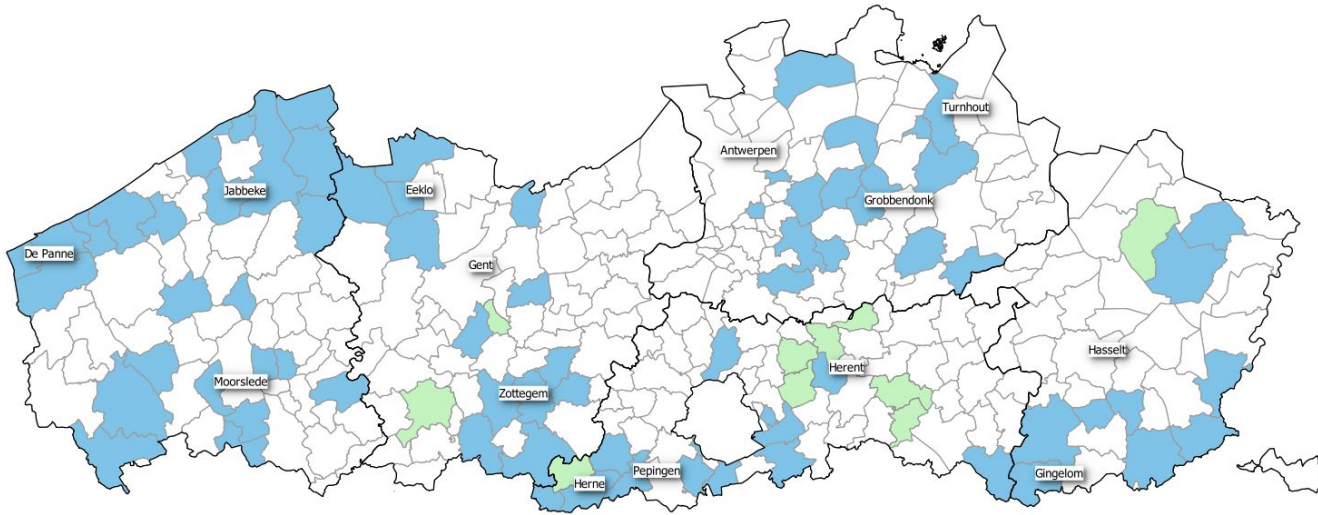 Turnhout
Antwerpen
Jabbeke
Eeklo
Grobbendonk
De Panne
Gent
Hasselt
Herent
Moorslede
Zottegem
Pepingen
Gingelom
Herne